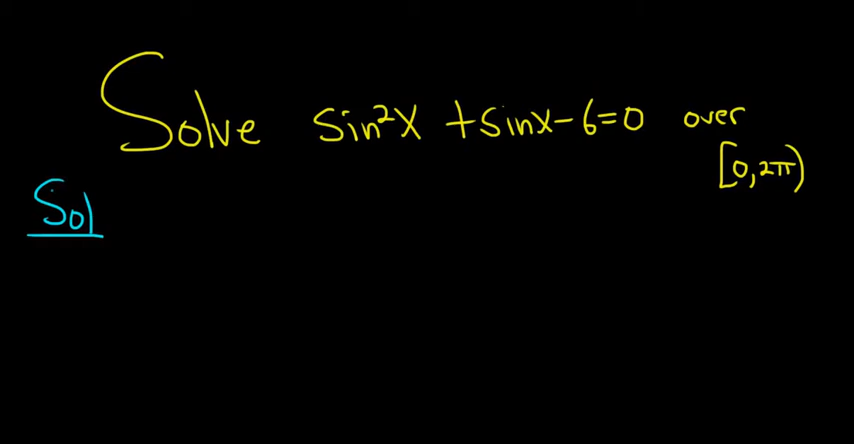 Solve sin²x + sinx - 6 = 0 over
[0, 2π)
Sol